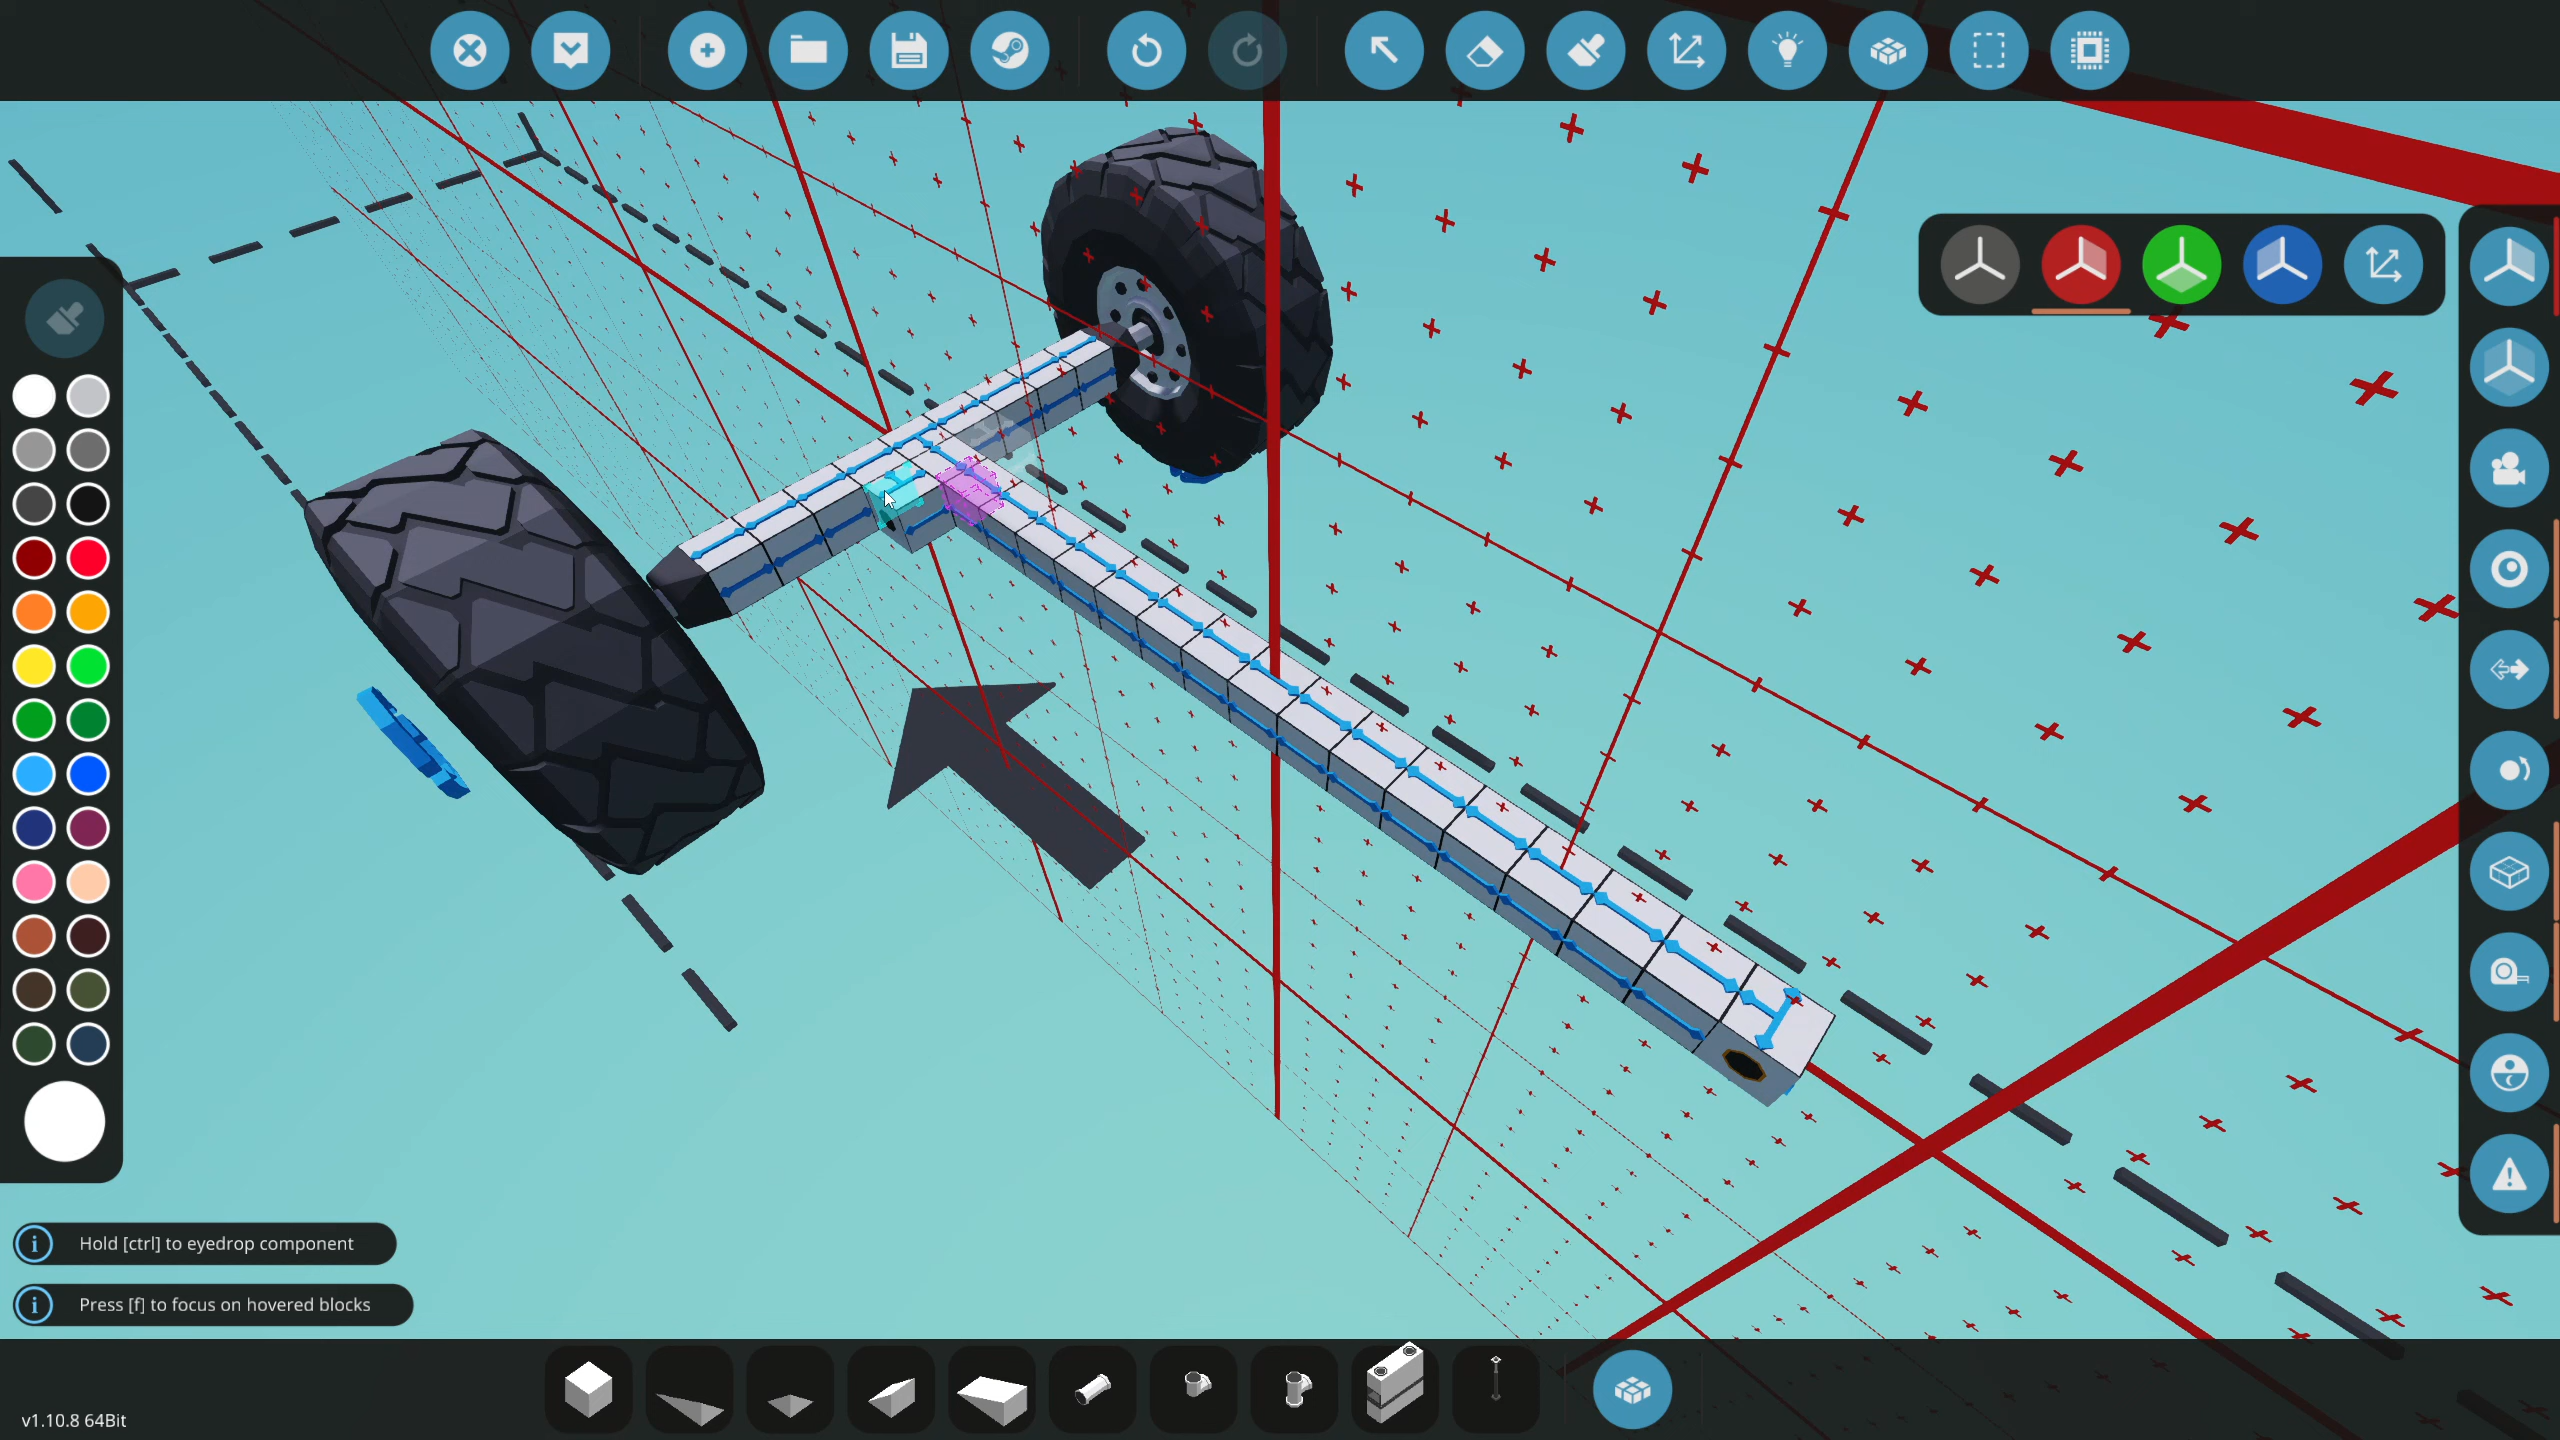 Hold [ctrl] to eyedrop component
Press [f] to focus on hovered blocks
v1.10.8 64Bit